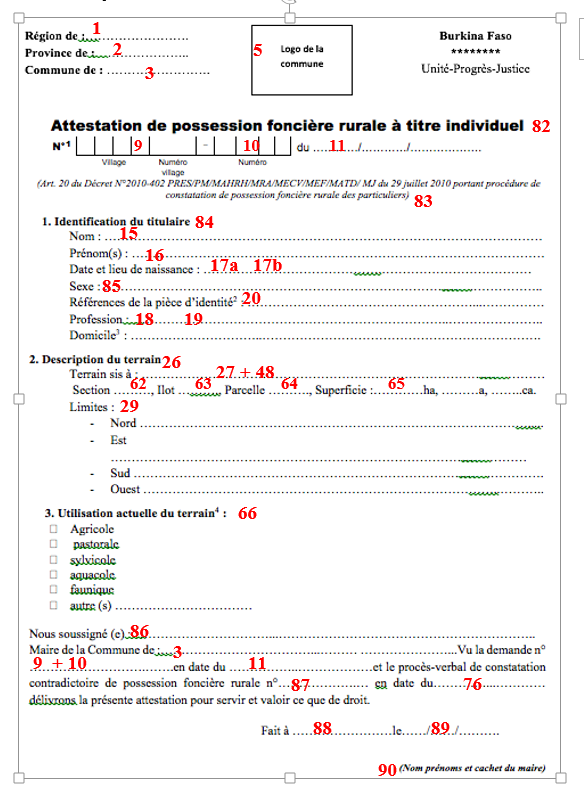 Région de :……1……………………
Province de :……2………………..
Commune de : ………3……………
5
Logo de la
commune
Burkina Faso
********
Unité-Progrès-Justice
Attestation de possession foncière rurale à titre individuel 82
N°1 9 - 10 du ….11…/…………/………………..
Village Numéro Numéro
village
(Art. 20 du Décret N°2010-402 PRES/PM/MAHRH/MRA/MECV/MEF/MATD/ MJ du 29 juillet 2010 portant procédure de
constatation de possession foncière rurale des particuliers) 83
1. Identification du titulaire 84
Nom : …15……………………………………………………
Prénom(s) : …16……………………………………………………
Date et lieu de naissance : …17a 17b……………………………………
Sexe : 85……………………………………………………
Références de la pièce d'identité2 : 20……………………………………
Profession : 18……19……………………………………………
Domicile3 : ……………………………………………………
2. Description du terrain 26
Terrain sis à : ……………27 + 48……………………………………
Section …62……, Ilot …63……, Parcelle …64……, Superficie :…65……ha, ………a, …….ca.
Limites : 29
- Nord ……………………………………………………
- Est
……………………………………………………
- Sud ……………………………………………………
- Ouest ……………………………………………………
3. Utilisation actuelle du terrain4 : 66
☐ Agricole
☐ pastorale
☐ sylvicole
☐ aquacole
☐ faunique
☐ autre (s) ……………………………
Nous soussigné (e) : 86……………………………………………………
Maire de la Commune de : …3…………………… ……………………Vu la demande n°
9 + 10……………………en date du ……11……………………et le procès-verbal de constatation
contradictoire de possession foncière rurale n°…87……………… en date du……76……………
délivrons la présente attestation pour servir et valoir ce que de droit.
Fait à ……88………………le……/89…/……….
90 (Nom prénoms et cachet du maire)